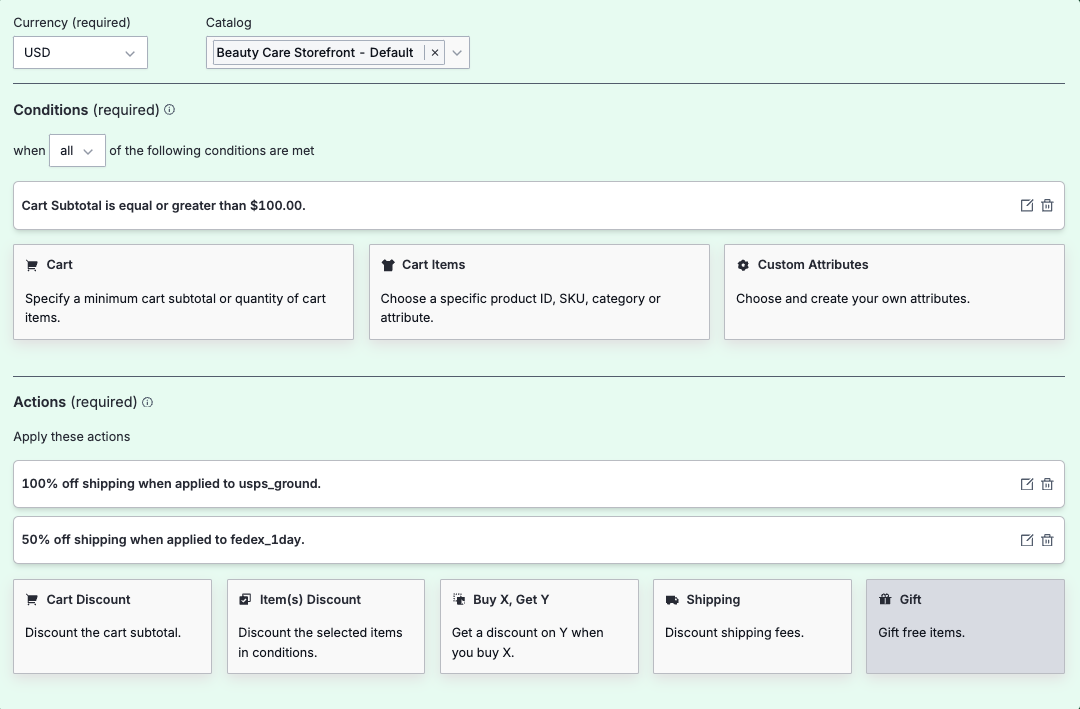 Currency (required)
Catalog
USD
Beauty Care Storefront - Default
Conditions (required)
when all of the following conditions are met
Cart Subtotal is equal or greater than $100.00.
Cart
Specify a minimum cart subtotal or quantity of cart
items.
Cart Items
Choose a specific product ID, SKU, category or
attribute.
Custom Attributes
Choose and create your own attributes.
Actions (required)
Apply these actions
100% off shipping when applied to usps_ground.
50% off shipping when applied to fedex_1day.
Cart Discount
Discount the cart subtotal.
Item(s) Discount
Discount the selected items
in conditions.
Buy X, Get Y
Get a discount on Y when
you buy X.
Shipping
Discount shipping fees.
Gift
Gift free items.